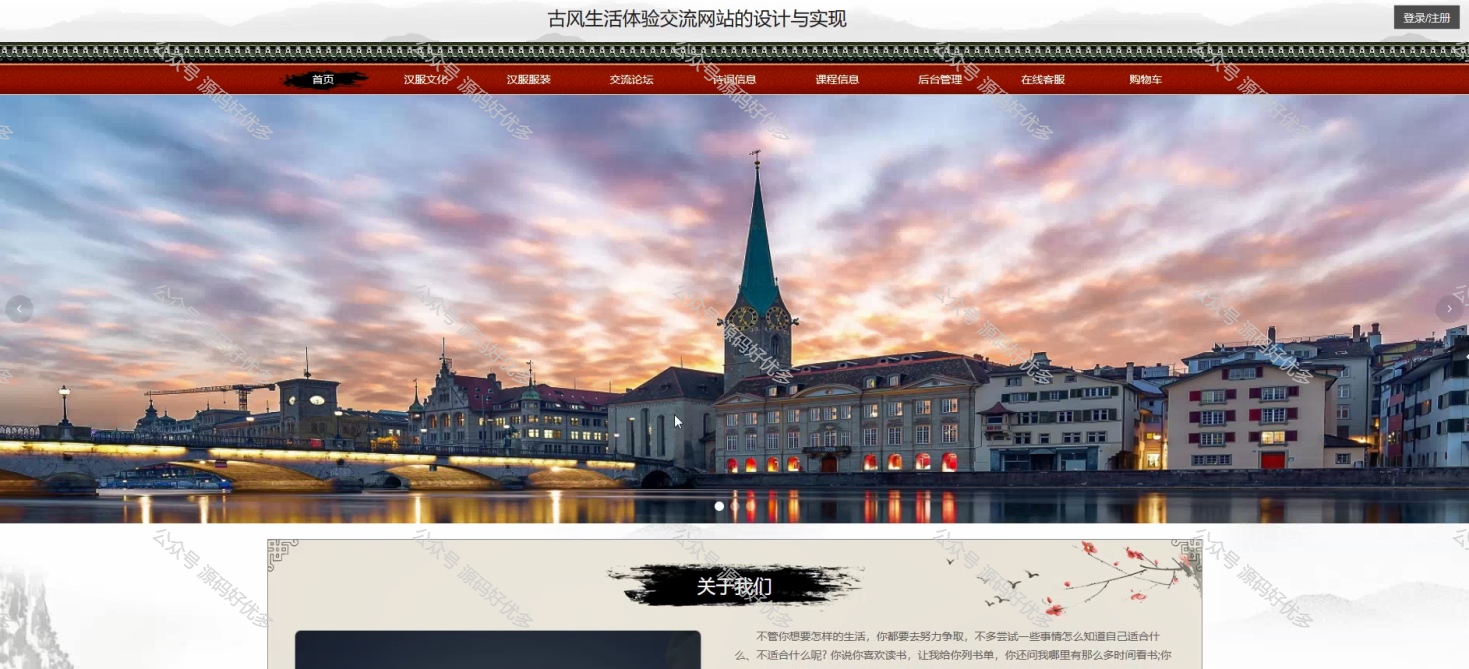 古风生活体验交流网站的设计与实现
登录/注册
首页 汉服文化 汉服服装 交流论坛 诗词信息 课程信息 后台管理 在线客服 购物车
公众号 源码好优多
关于我们
不管你想要怎样的生活，你都要去努力争取，不多尝试一些事情怎么知道自己适合什
么、不适合什么呢? 你说你喜欢读书，让我给你列书单，你还问我哪里有那么多时间看书;你